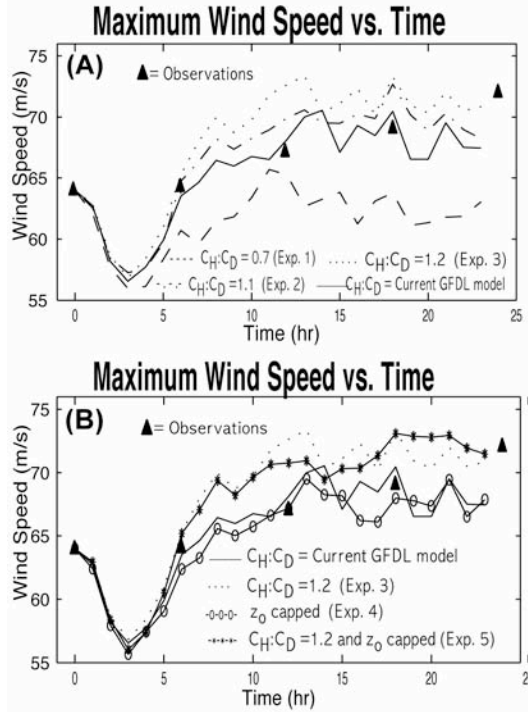 Maximum Wind Speed vs. Time
(A)
▲ = Observations
Wind Speed (m/s)
75
70
65
60
55
C_H:C_D = 0.7 (Exp. 1)
C_H:C_D = 1.2 (Exp. 3)
C_H:C_D = 1.1 (Exp. 2)
C_H:C_D = Current GFDL model
0 5 10 15 20 25
Time (hr)
Maximum Wind Speed vs. Time
(B)
▲ = Observations
Wind Speed (m/s)
75
70
65
60
55
C_H:C_D = Current GFDL model
C_H:C_D = 1.2 (Exp. 3)
z_o capped (Exp. 4)
C_H:C_D = 1.2 and z_o capped (Exp. 5)
0 5 10 15 20 2
Time (hr)